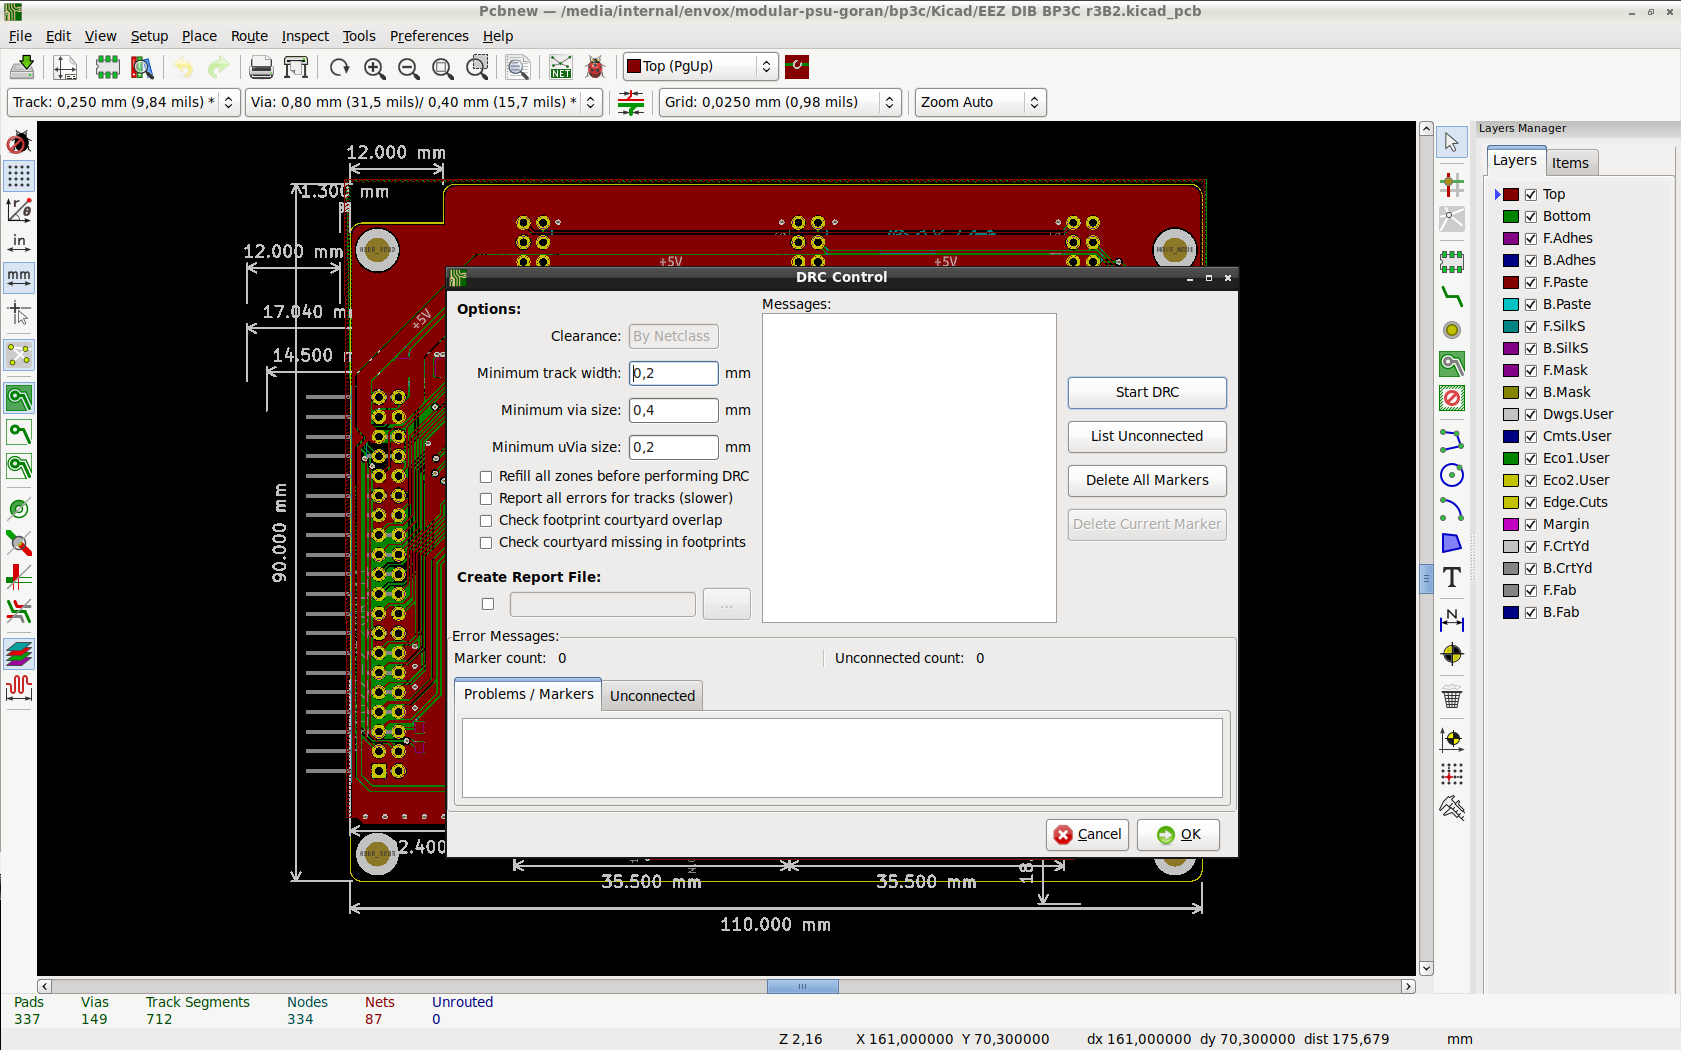 Pcbnew — /media/internal/envox/modular-psu-goran/bp3c/Kicad/EEZ DIB BP3C r3B2.kicad_pcb
File Edit View Setup Place Route Inspect Tools Preferences Help
NET
Top (PgUp)
Track: 0,250 mm (9,84 mils) *
Via: 0,80 mm (31,5 mils)/ 0,40 mm (15,7 mils) *
Grid: 0,0250 mm (0,98 mils)
Zoom Auto
in
mm
12.000 mm
1.300 mm
12.000 mm
17.040 m
14.500
90.000 mm
+5V
+5V
+5V
2.400
35.500 mm
35.500 mm
18.
110.000 mm
DRC Control
Options:
Clearance: By Netclass
Minimum track width: 0,2 mm
Minimum via size: 0,4 mm
Minimum uVia size: 0,2 mm
Refill all zones before performing DRC
Report all errors for tracks (slower)
Check footprint courtyard overlap
Check courtyard missing in footprints
Create Report File:
...
Messages:
Start DRC
List Unconnected
Delete All Markers
Delete Current Marker
Error Messages:
Marker count: 0
Unconnected count: 0
Problems / Markers
Unconnected
Cancel
OK
Layers Manager
Layers
Items
Top
Bottom
F.Adhes
B.Adhes
F.Paste
B.Paste
F.SilkS
B.SilkS
F.Mask
B.Mask
Dwgs.User
Cmts.User
Eco1.User
Eco2.User
Edge.Cuts
Margin
F.CrtYd
B.CrtYd
F.Fab
B.Fab
Pads Vias Track Segments Nodes Nets Unrouted
337 149 712 334 87 0
Z 2,16 X 161,000000 Y 70,300000 dx 161,000000 dy 70,300000 dist 175,679 mm